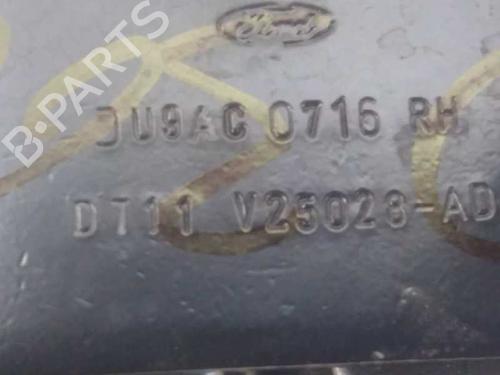 Ford
DU9AC 0716 RH
DT11 V25028-AD
B-PARTS